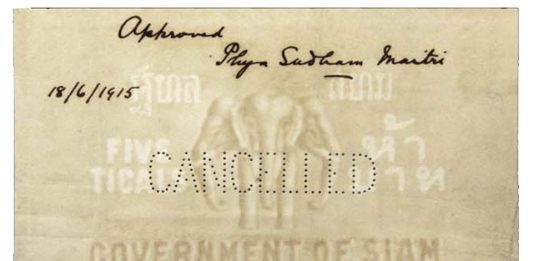 Approved
Phya Sudham Maitri
18/6/1915
รัฐบาล สยาม
FIVE ห้า
TICALS บาท
CANCELLED
GOVERNMENT OF SIAM